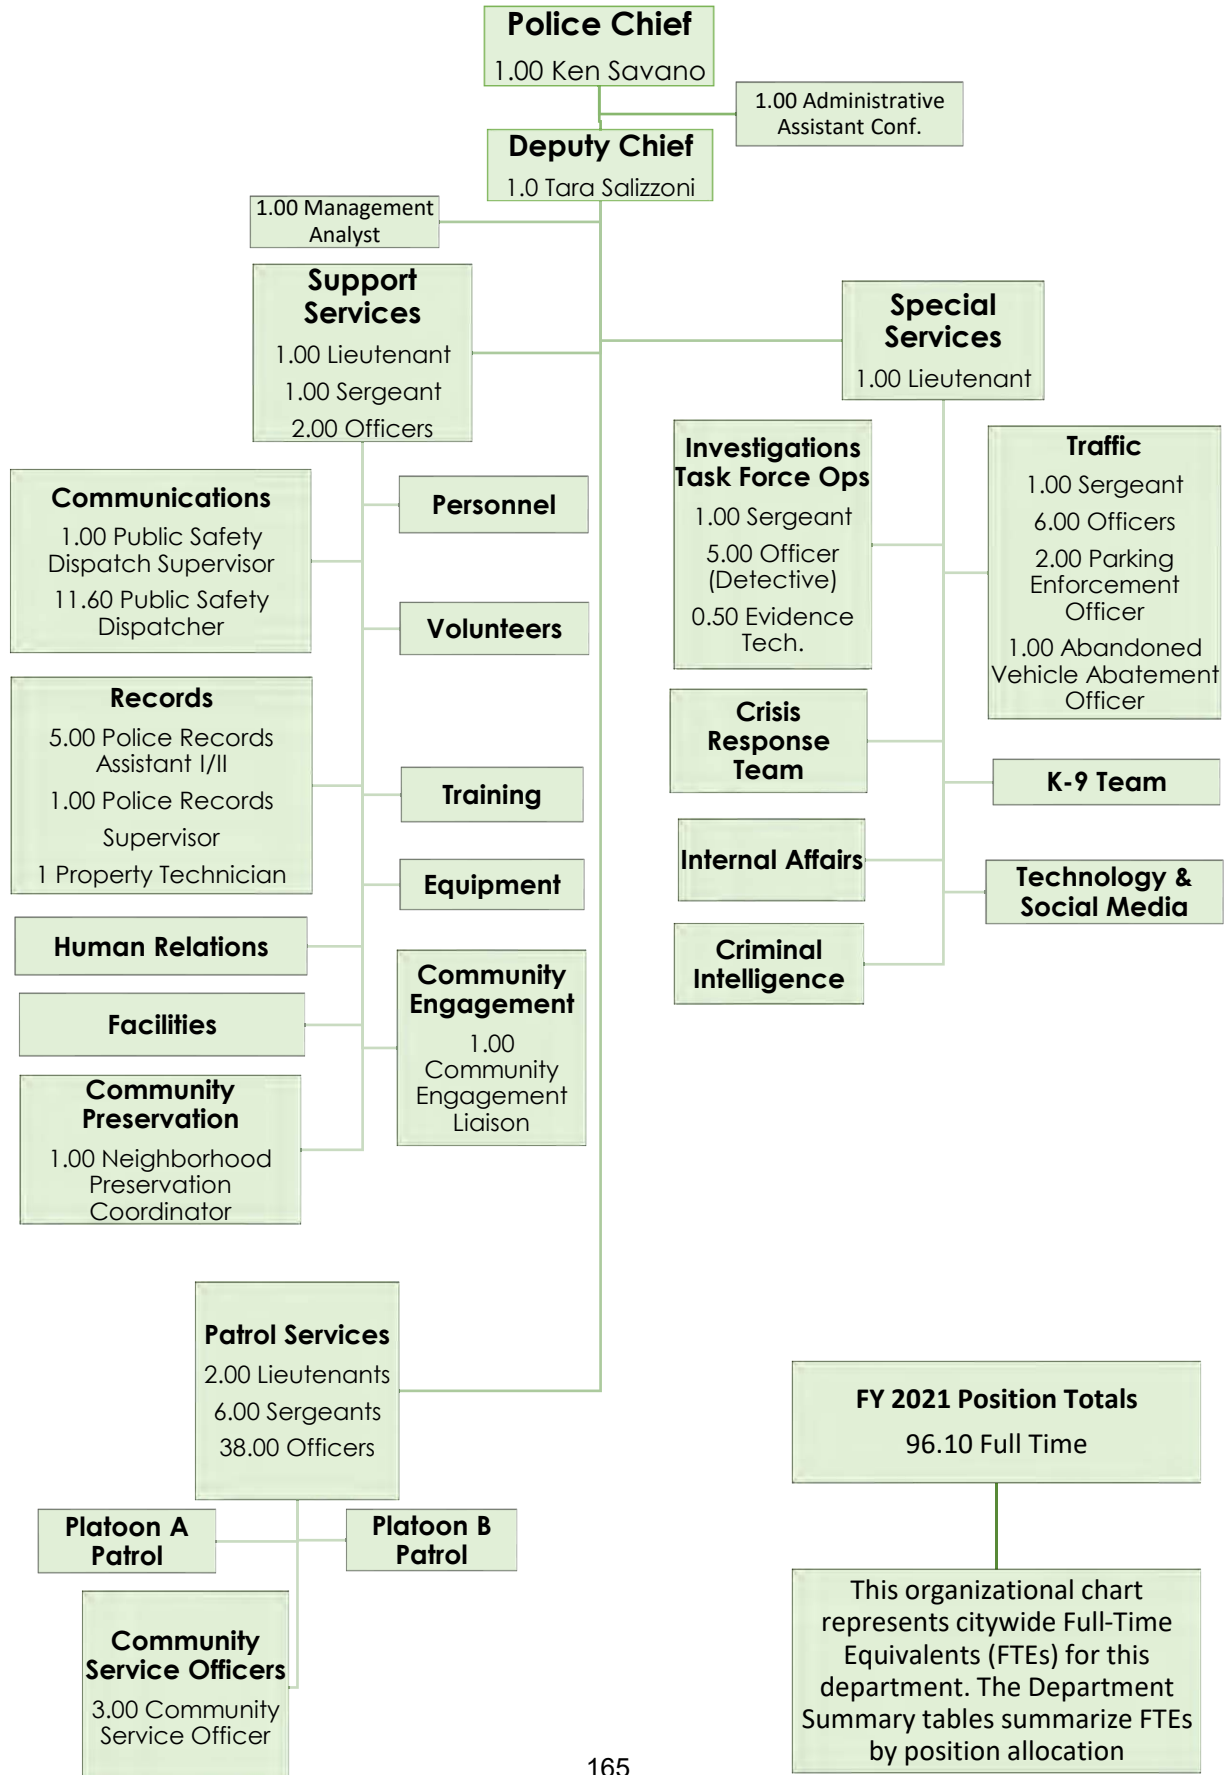 Police Chief
1.00 Ken Savano
1.00 Administrative
Assistant Conf.
Deputy Chief
1.0 Tara Salizzoni
1.00 Management
Analyst
Support
Services
1.00 Lieutenant
1.00 Sergeant
2.00 Officers
Special
Services
1.00 Lieutenant
Communications
1.00 Public Safety
Dispatch Supervisor
11.60 Public Safety
Dispatcher
Personnel
Volunteers
Records
5.00 Police Records
Assistant I/II
1.00 Police Records
Supervisor
1 Property Technician
Training
Equipment
Human Relations
Facilities
Community
Engagement
1.00
Community
Engagement
Liaison
Community
Preservation
1.00 Neighborhood
Preservation
Coordinator
Investigations
Task Force Ops
1.00 Sergeant
5.00 Officer
(Detective)
0.50 Evidence
Tech.
Traffic
1.00 Sergeant
6.00 Officers
2.00 Parking
Enforcement
Officer
1.00 Abandoned
Vehicle Abatement
Officer
Crisis
Response
Team
K-9 Team
Internal Affairs
Technology &
Social Media
Criminal
Intelligence
Patrol Services
2.00 Lieutenants
6.00 Sergeants
38.00 Officers
Platoon A
Patrol
Platoon B
Patrol
Community
Service Officers
3.00 Community
Service Officer
FY 2021 Position Totals
96.10 Full Time
This organizational chart
represents citywide Full-Time
Equivalents (FTEs) for this
department. The Department
Summary tables summarize FTEs
by position allocation
165